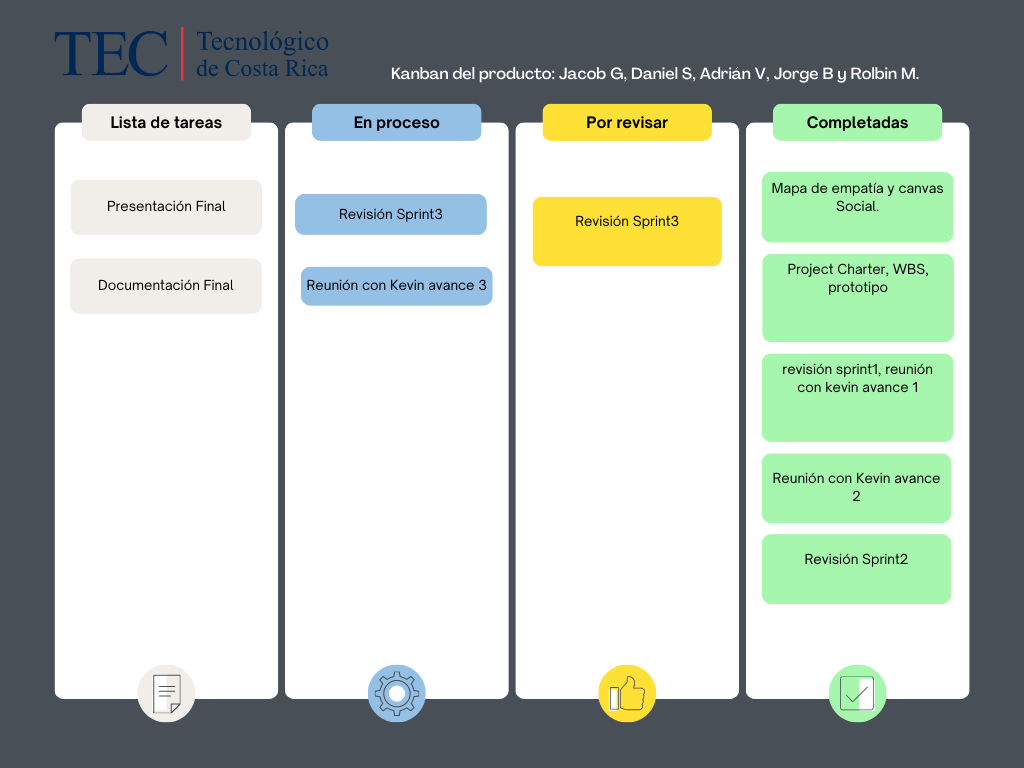 TEC
Tecnológico
de Costa Rica
Kanban del producto: Jacob G, Daniel S, Adrián V, Jorge B y Rolbin M.
Lista de tareas
Presentación Final
Documentación Final
En proceso
Revisión Sprint3
Reunión con Kevin avance 3
Por revisar
Revisión Sprint3
Completadas
Mapa de empatía y canvas
Social.
Project Charter, WBS,
prototipo
revisión sprint1, reunión
con kevin avance 1
Reunión con Kevin avance
2
Revisión Sprint2